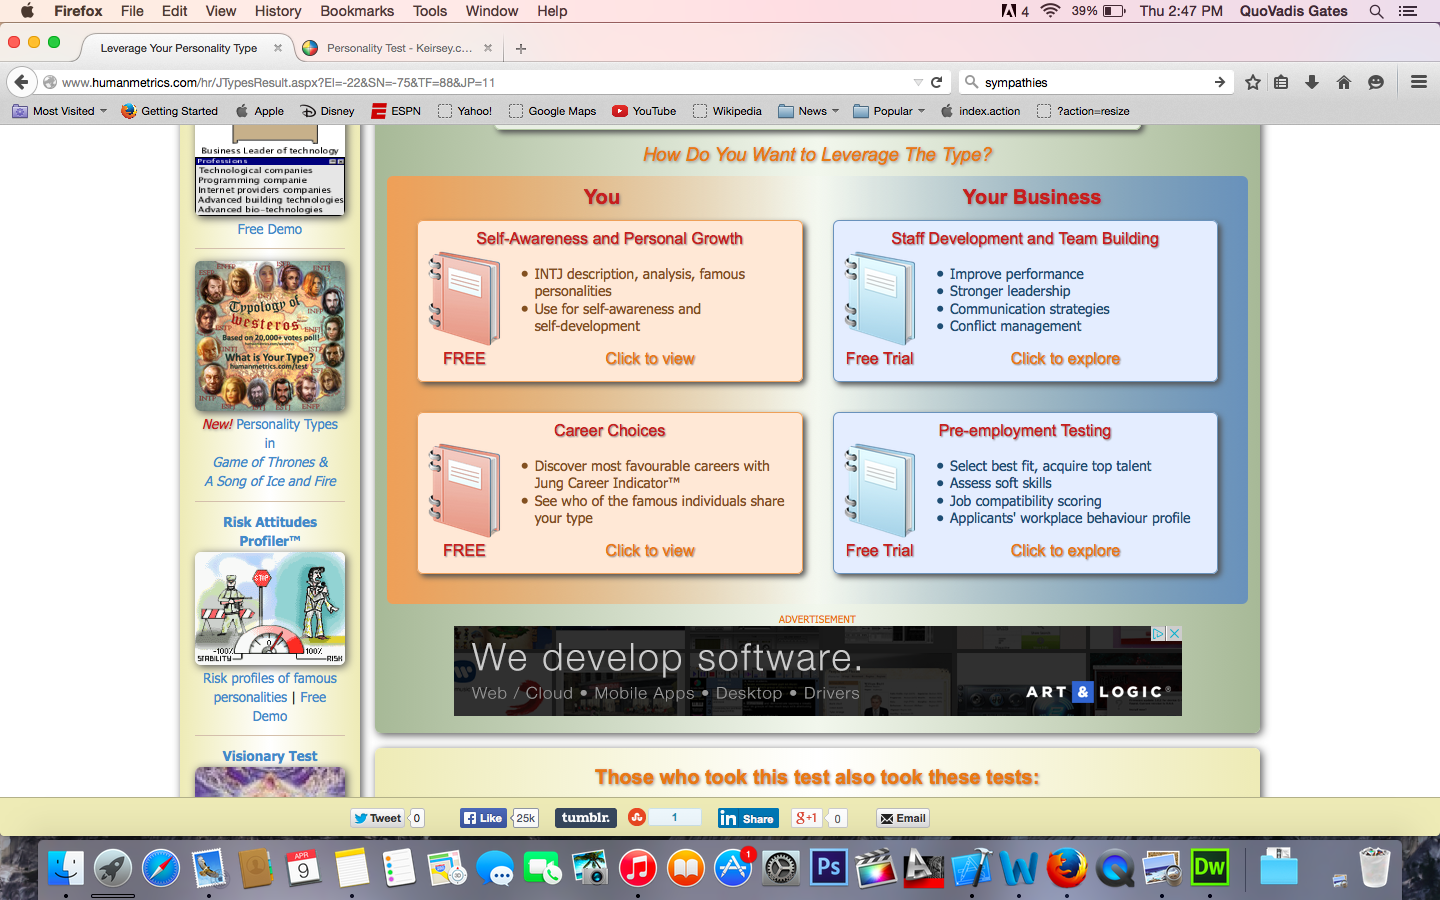 Firefox File Edit View History Bookmarks Tools Window Help 4 39% Thu 2:47 PM QuoVadis Gates
Leverage Your Personality Type × Personality Test - Keirsey.c... × +
www.humanmetrics.com/hr/JTypesResult.aspx?EI=-22&SN=-75&TF=88&JP=11 sympathies
Most Visited Getting Started Apple Disney ESPN Yahoo! Google Maps YouTube Wikipedia News Popular index.action ?action=resize
Business Leader of technology
Professions
Technological companies
Programming companie
Internet providers companies
Advanced building technologies
Advanced bio-technologies
Free Demo
Typology of
Westeros
Based on 20,000+ votes poll!
What is Your Type?
humanmetrics.com/test
New! Personality Types
in
Game of Thrones &
A Song of Ice and Fire
Risk Attitudes
Profiler™
STOP
0
-100% 100%
STABILITY RISK
Risk profiles of famous
personalities | Free
Demo
Visionary Test
How Do You Want to Leverage The Type?
You
Self-Awareness and Personal Growth
• INTJ description, analysis, famous
personalities
• Use for self-awareness and
self-development
FREE Click to view
Career Choices
• Discover most favourable careers with
Jung Career Indicator™
• See who of the famous individuals share
your type
FREE Click to view
Your Business
Staff Development and Team Building
• Improve performance
• Stronger leadership
• Communication strategies
• Conflict management
Free Trial Click to explore
Pre-employment Testing
• Select best fit, acquire top talent
• Assess soft skills
• Job compatibility scoring
• Applicants' workplace behaviour profile
Free Trial Click to explore
ADVERTISEMENT
We develop software.
Web / Cloud • Mobile Apps • Desktop • Drivers
ART & LOGIC®
Those who took this test also took these tests:
Tweet 0 Like 25k tumblr. 1 in Share g+1 0 Email
APR
9
1
Ps
Dw